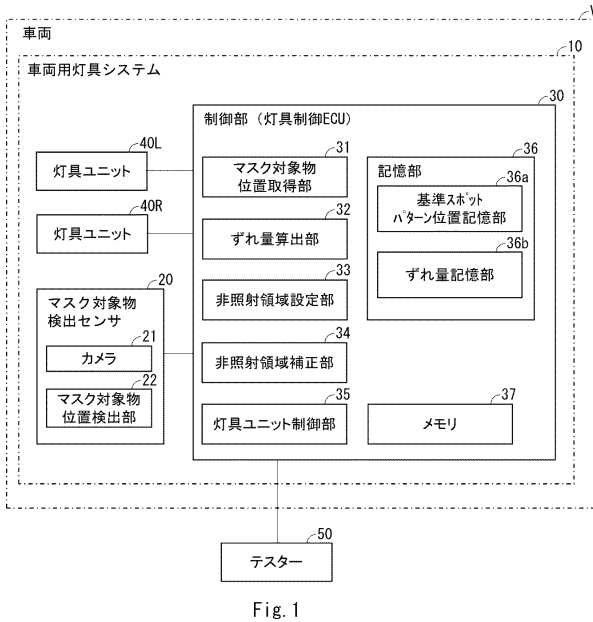 V
車両
10
車両用灯具システム
30
制御部（灯具制御ECU）
40L
灯具ユニット
40R
灯具ユニット
31
マスク対象物
位置取得部
32
ずれ量算出部
33
非照射領域設定部
34
非照射領域補正部
35
灯具ユニット制御部
36
記憶部
36a
基準スポット
パターン位置記憶部
36b
ずれ量記憶部
37
メモリ
20
マスク対象物
検出センサ
21
カメラ
22
マスク対象物
位置検出部
50
テスター
Fig.1